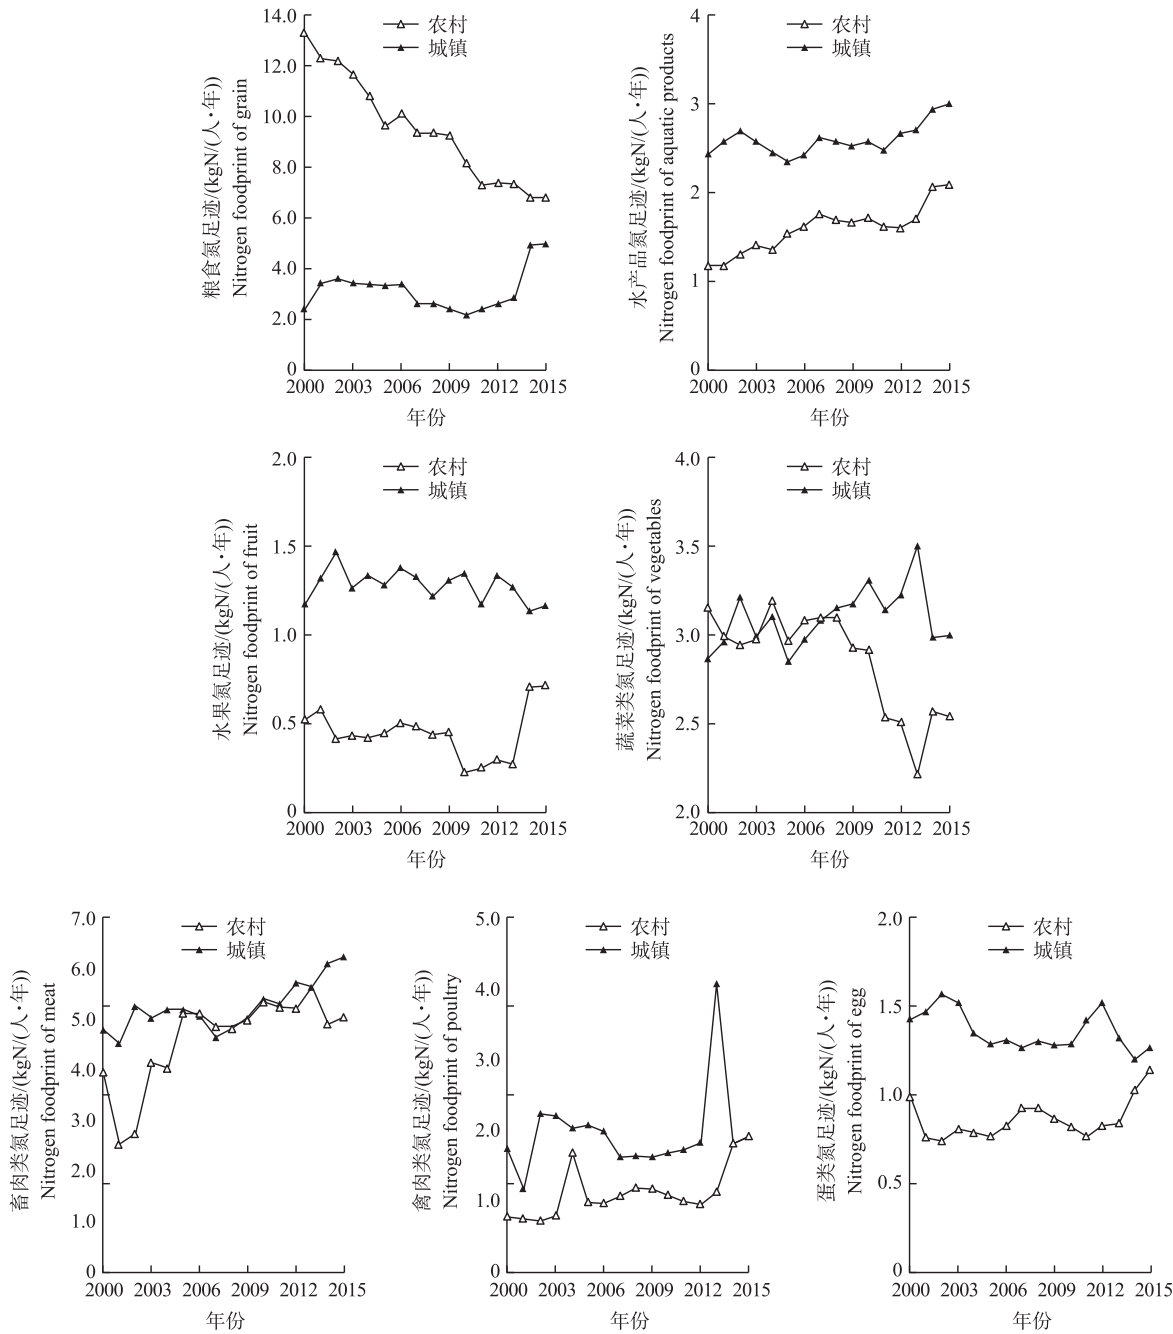 14.0
12.0
10.0
8.0
6.0
4.0
2.0
0
农村
城镇
粮食氮足迹/(kgN/(人·年))
Nitrogen foodprint of grain
2000 2003 2006 2009 2012 2015
年份
4
3
2
1
0
农村
城镇
水产品氮足迹/(kgN/(人·年))
Nitrogen foodprint of aquatic products
2000 2003 2006 2009 2012 2015
年份
2.0
1.5
1.0
0.5
0
农村
城镇
水果氮足迹/(kgN/(人·年))
Nitrogen foodprint of fruit
2000 2003 2006 2009 2012 2015
年份
4.0
3.5
3.0
2.5
2.0
农村
城镇
蔬菜类氮足迹/(kgN/(人·年))
Nitrogen foodprint of vegetables
2000 2003 2006 2009 2012 2015
年份
7.0
6.0
5.0
4.0
3.0
2.0
1.0
0
农村
城镇
畜肉类氮足迹/(kgN/(人·年))
Nitrogen foodprint of meat
2000 2003 2006 2009 2012 2015
年份
5.0
4.0
3.0
2.0
1.0
0
农村
城镇
禽肉类氮足迹/(kgN/(人·年))
Nitrogen foodprint of poultry
2000 2003 2006 2009 2012 2015
年份
2.0
1.5
1.0
0.5
0
农村
城镇
蛋类氮足迹/(kgN/(人·年))
Nitrogen foodprint of egg
2000 2003 2006 2009 2012 2015
年份